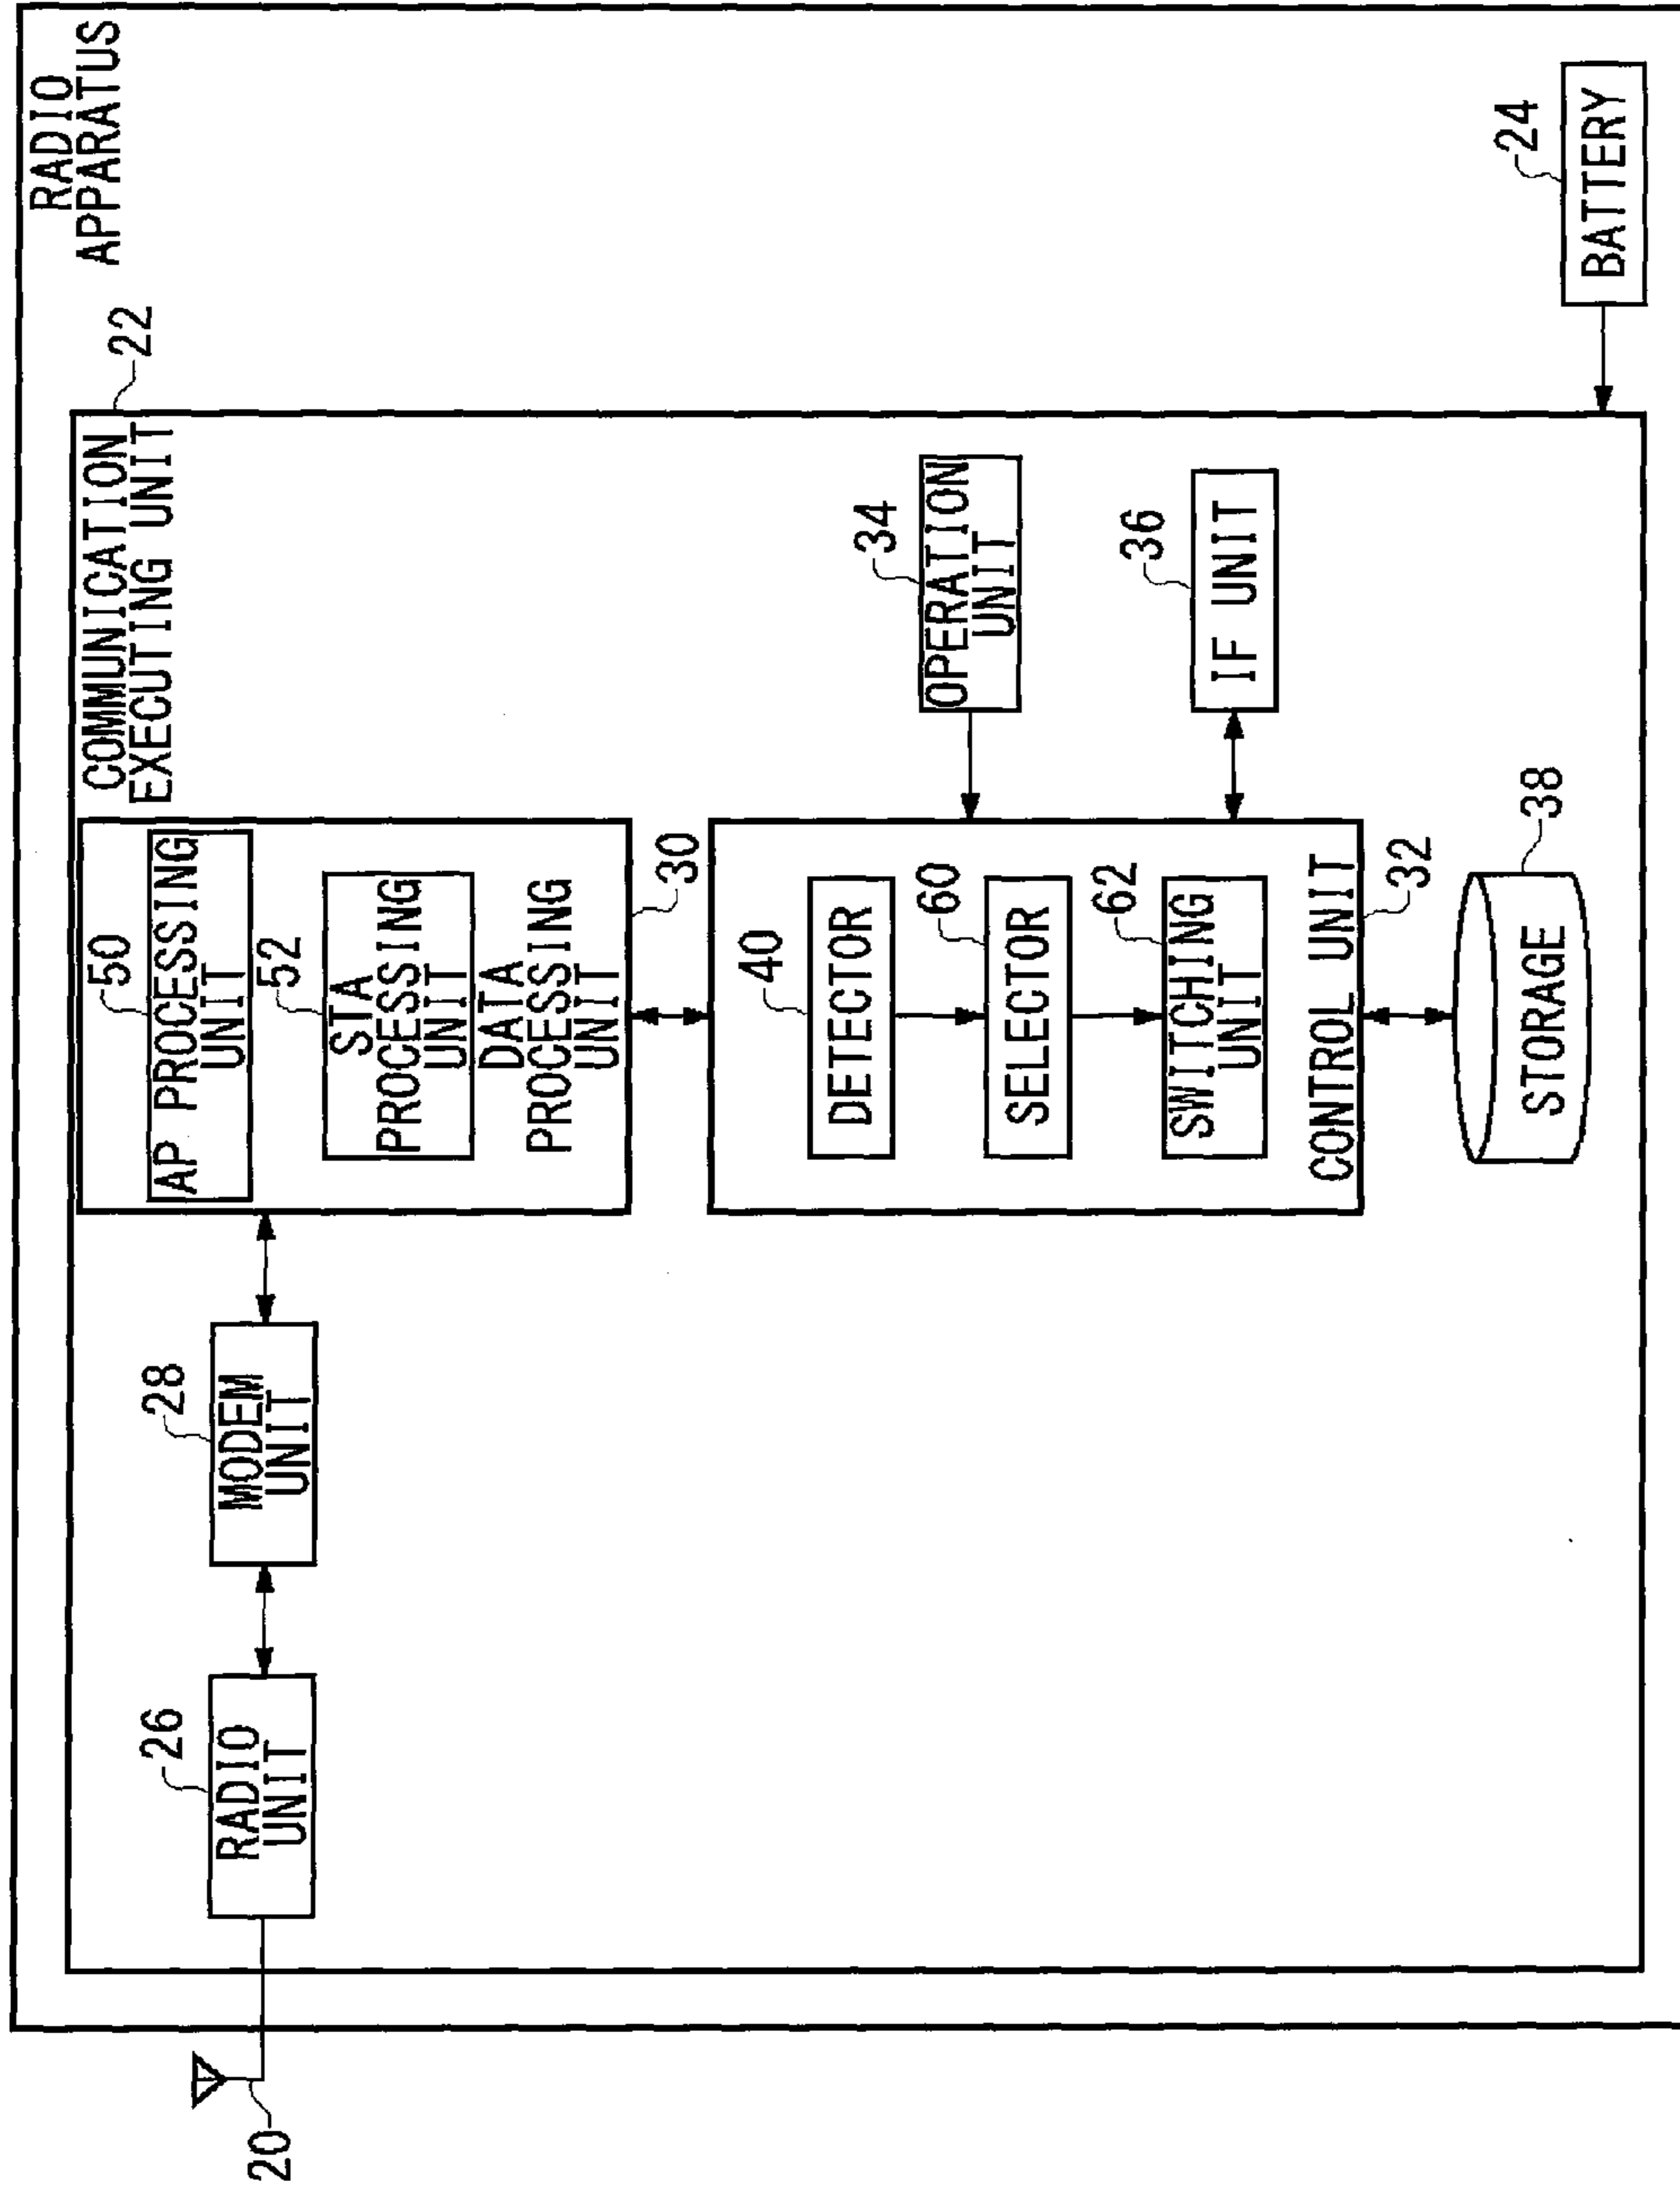 RADIO
APPARATUS
COMMUNICATION
EXECUTING UNIT
22
20
26
RADIO
UNIT
28
MODEM
UNIT
50
AP PROCESSING
UNIT
52
STA
PROCESSING
UNIT
DATA
PROCESSING
UNIT
30
40
DETECTOR
60
SELECTOR
62
SWITCHING
UNIT
CONTROL UNIT
32
34
OPERATION
UNIT
36
IF UNIT
38
STORAGE
24
BATTERY